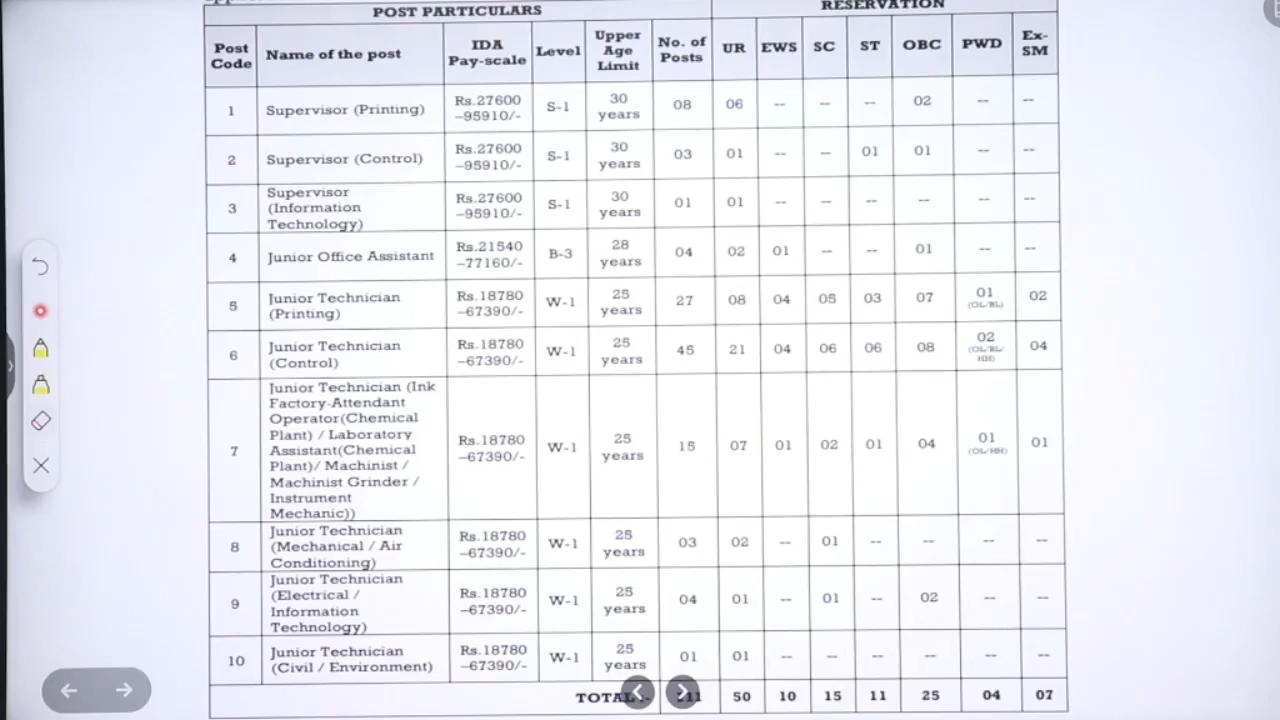 POST PARTICULARS RESERVATION
Post Code Name of the post IDA Pay-scale Level Upper Age Limit No. of Posts UR EWS SC ST OBC PWD Ex-SM
1 Supervisor (Printing) Rs.27600 –95910/- S-1 30 years 08 06 -- -- -- 02 -- --
2 Supervisor (Control) Rs.27600 –95910/- S-1 30 years 03 01 -- -- 01 01 -- --
3 Supervisor (Information Technology) Rs.27600 –95910/- S-1 30 years 01 01 -- -- -- -- -- --
4 Junior Office Assistant Rs.21540 –77160/- B-3 28 years 04 02 01 -- -- 01 -- --
5 Junior Technician (Printing) Rs.18780 –67390/- W-1 25 years 27 08 04 05 03 07 01 (OL/BL) 02
6 Junior Technician (Control) Rs.18780 –67390/- W-1 25 years 45 21 04 06 06 08 02 (OL/BL/ HH) 04
7 Junior Technician (Ink Factory-Attendant Operator(Chemical Plant) / Laboratory Assistant(Chemical Plant)/ Machinist / Machinist Grinder / Instrument Mechanic)) Rs.18780 –67390/- W-1 25 years 15 07 01 02 01 04 01 (OL/HH) 01
8 Junior Technician (Mechanical / Air Conditioning) Rs.18780 –67390/- W-1 25 years 03 02 -- 01 -- -- -- --
9 Junior Technician (Electrical / Information Technology) Rs.18780 –67390/- W-1 25 years 04 01 -- 01 -- 02 -- --
10 Junior Technician (Civil / Environment) Rs.18780 –67390/- W-1 25 years 01 01 -- -- -- -- -- --
TOTAL 50 10 15 11 25 04 07